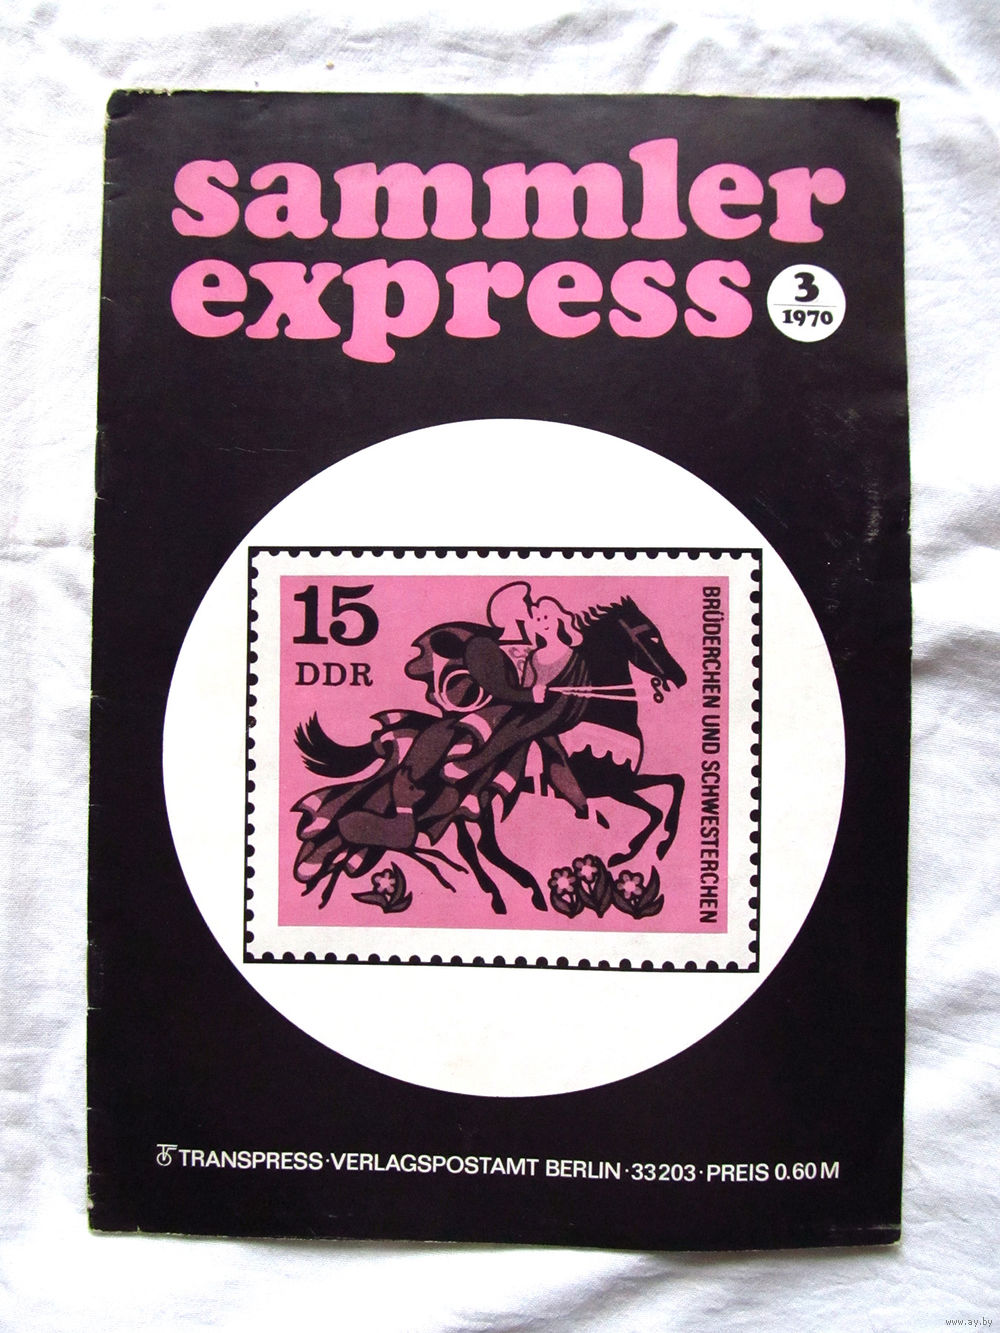 sammler
express
3
1970
15
DDR
BRÜDERCHEN UND SCHWESTERCHEN
TRANSPRESS·VERLAGSPOSTAMT BERLIN·33203·PREIS 0.60 M
www.ay.by